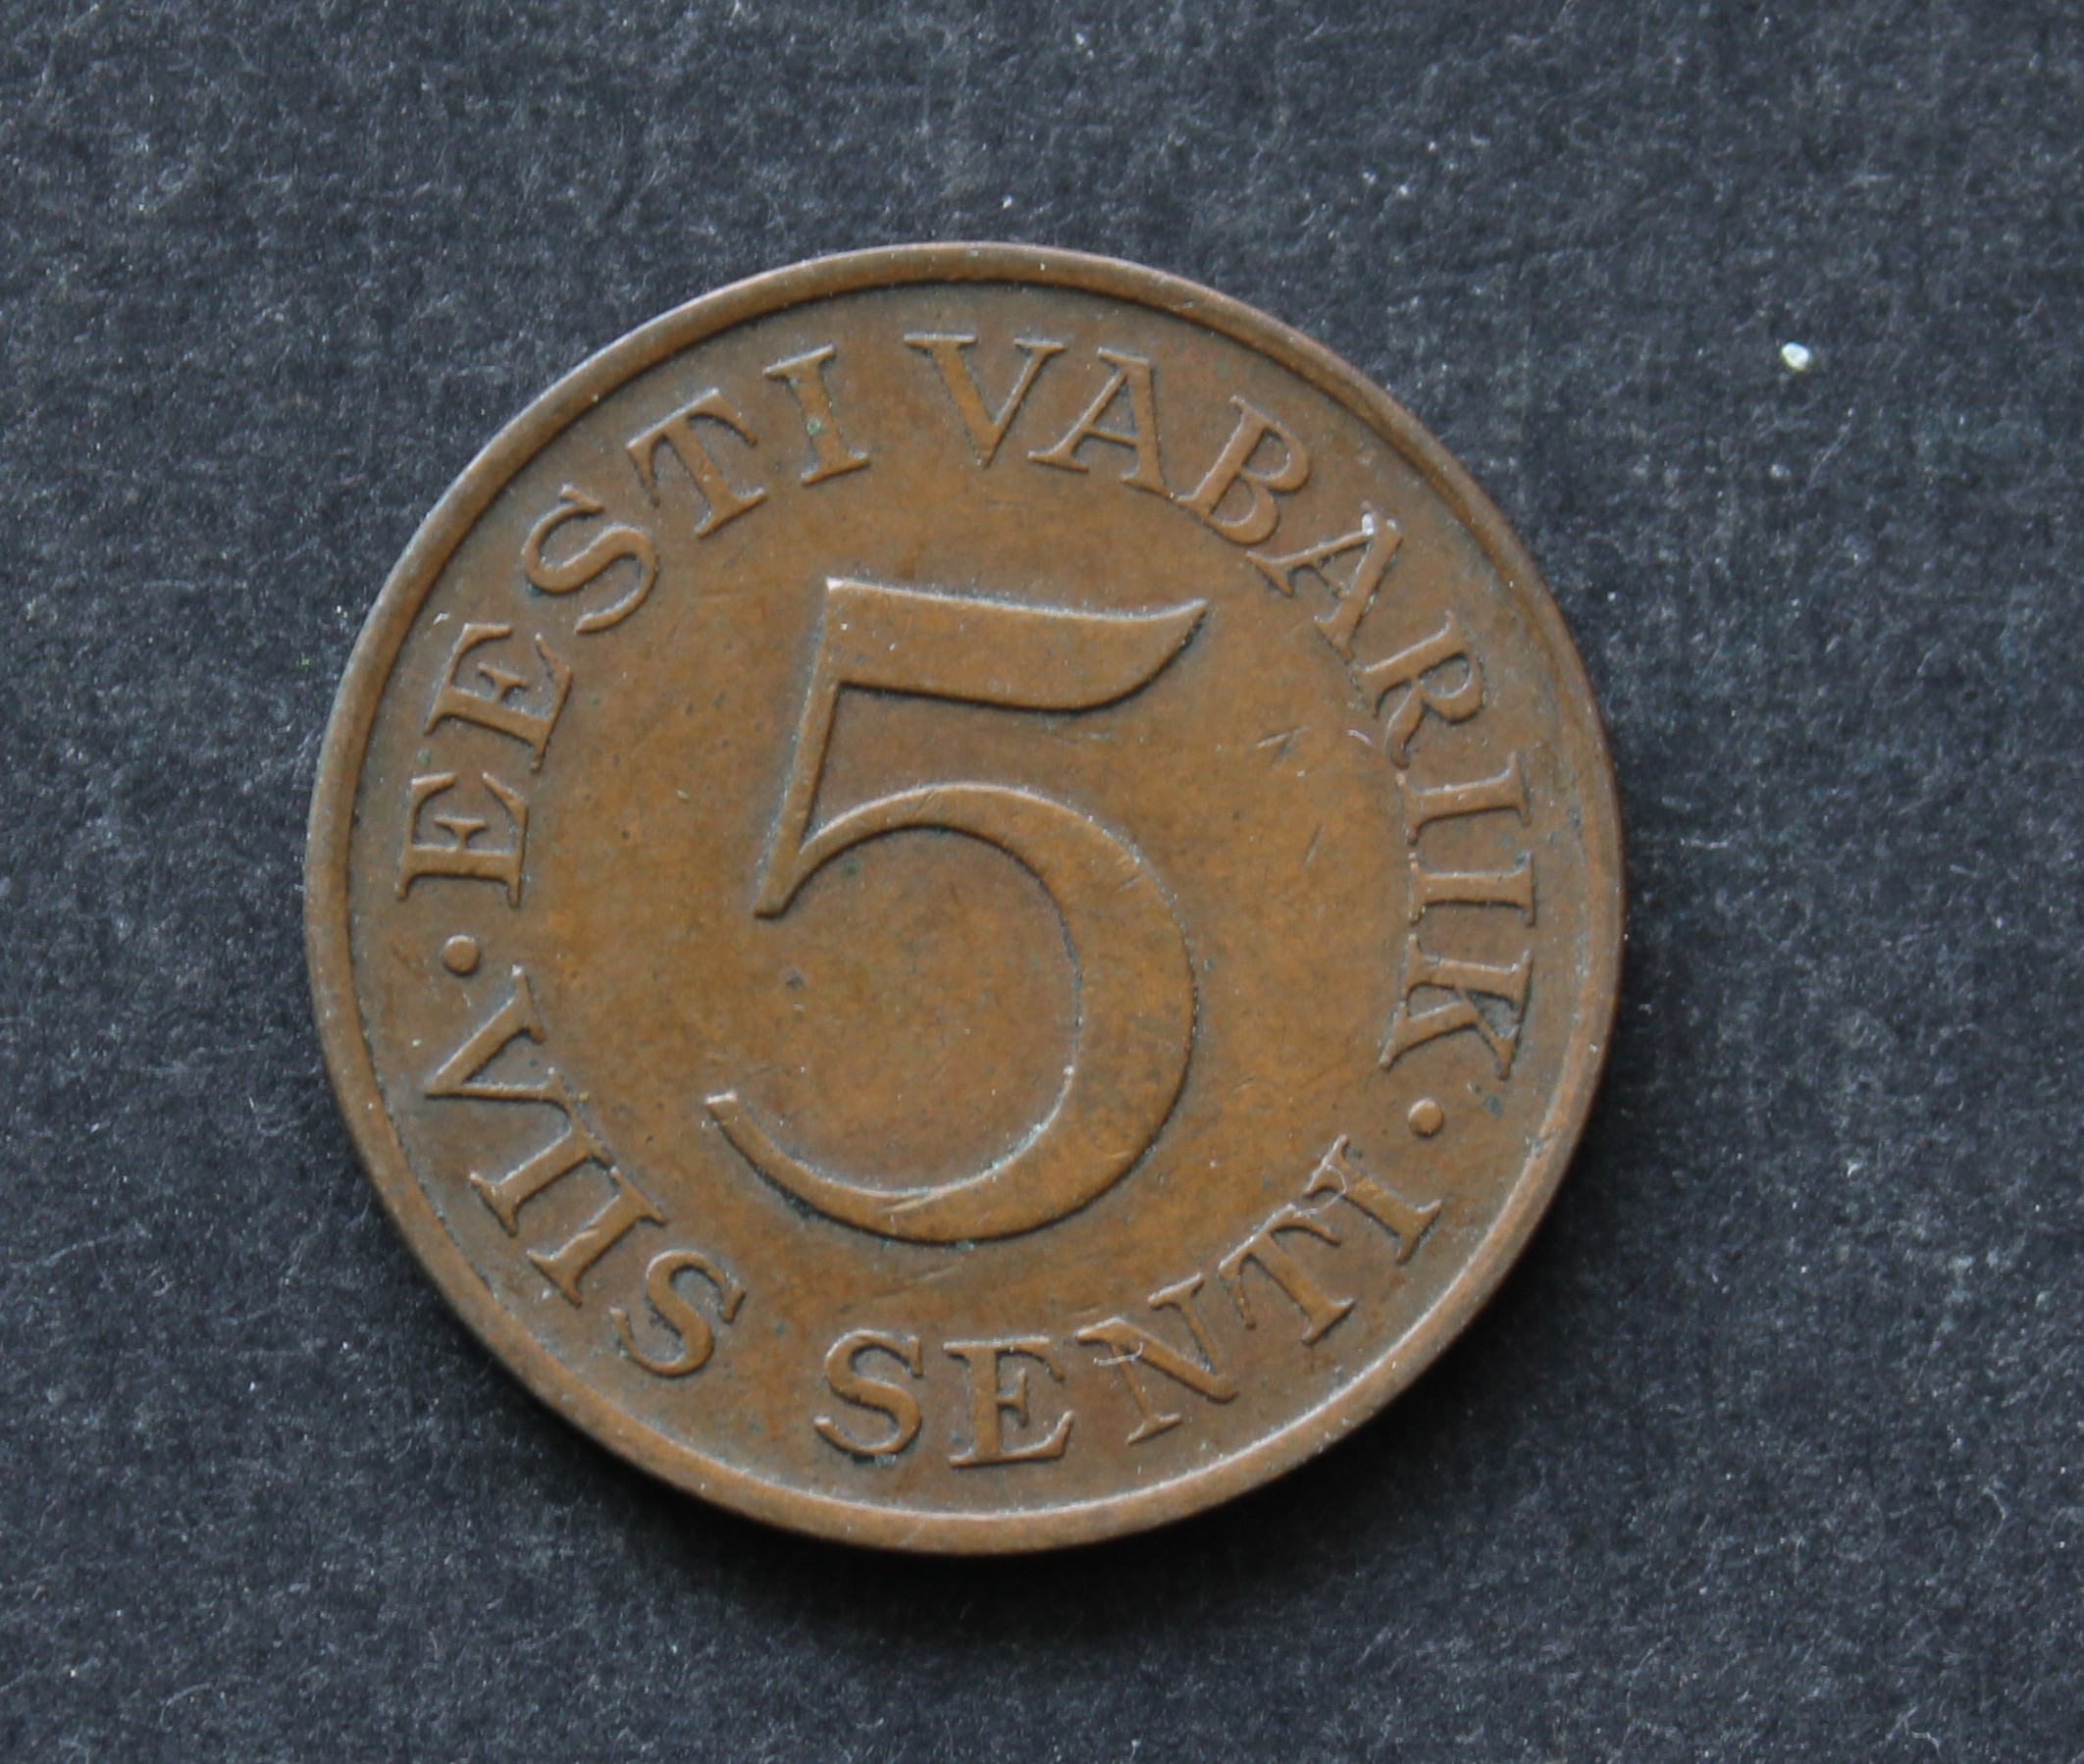 · EESTI VABARIIK ·
5
VIIS SENTI